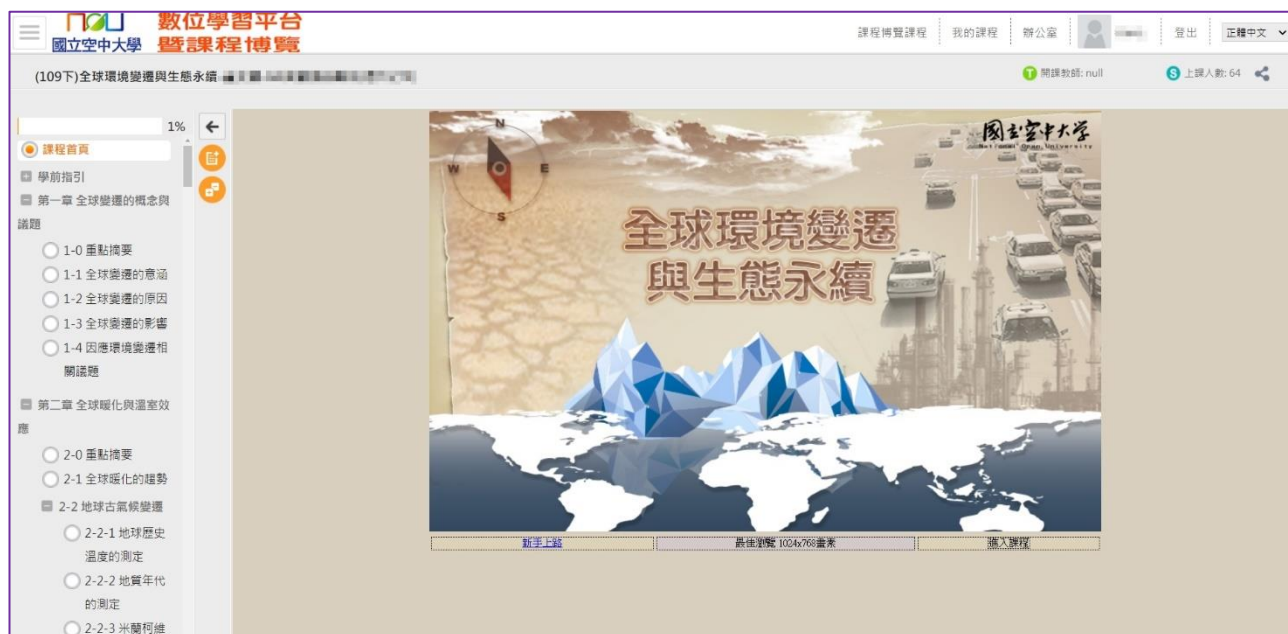 nou
數位學習平台
國立空中大學
暨課程博覽
課程博覽課程
我的課程
辦公室
登出
正體中文
(109下)全球環境變遷與生態永續
T 開課教師: null
S 上課人數: 64
1%
課程首頁
學前指引
第一章 全球變遷的概念與
議題
1-0 重點摘要
1-1 全球變遷的意涵
1-2 全球變遷的原因
1-3 全球變遷的影響
1-4 因應環境變遷相
關議題
第二章 全球暖化與溫室效
應
2-0 重點摘要
2-1 全球暖化的趨勢
2-2 地球古氣候變遷
2-2-1 地球歷史
溫度的測定
2-2-2 地質年代
的測定
2-2-3 米蘭柯維
N
W
E
S
國立空中大學
National Open University
全球環境變遷
與生態永續
新手上路
最佳瀏覽 1024x768畫素
進入課程